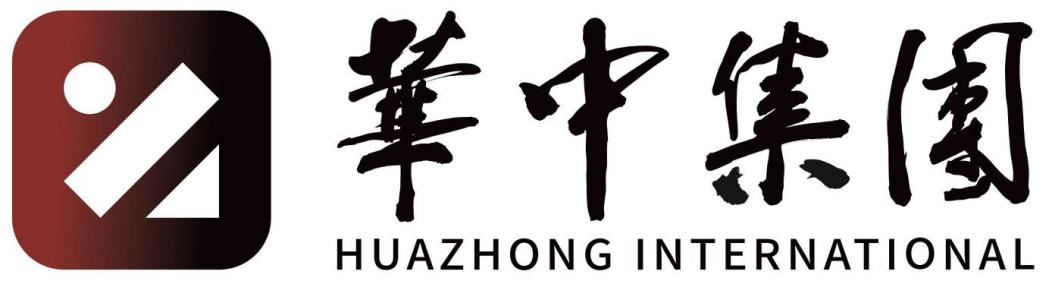 華中集團
HUAZHONG INTERNATIONAL